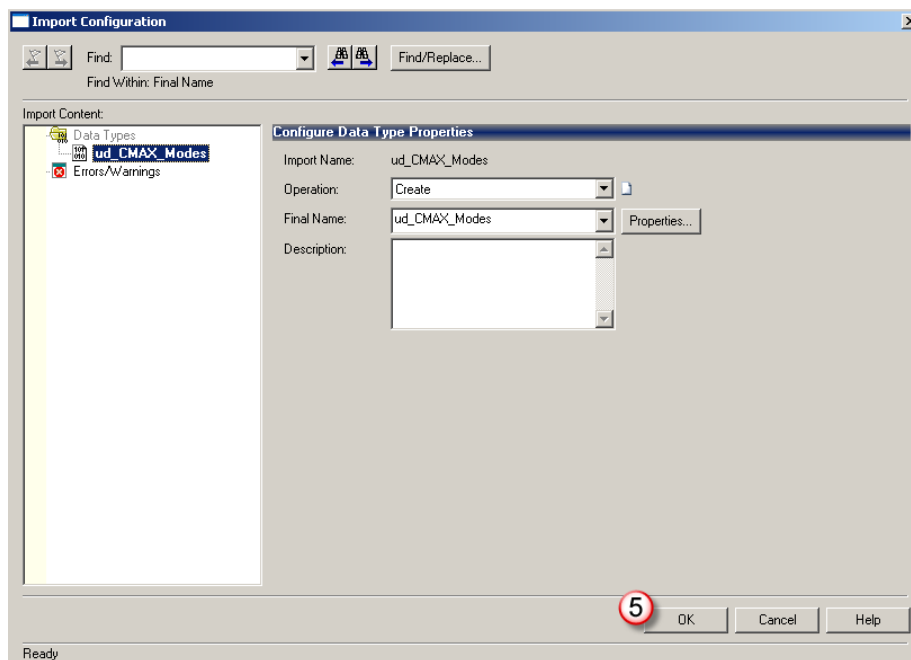 Import Configuration
Find:
Find/Replace...
Find Within: Final Name
Import Content:
Data Types
ud_CMAX_Modes
Errors/Warnings
Configure Data Type Properties
Import Name: ud_CMAX_Modes
Operation: Create
Final Name: ud_CMAX_Modes Properties...
Description:
5 OK Cancel Help
Ready